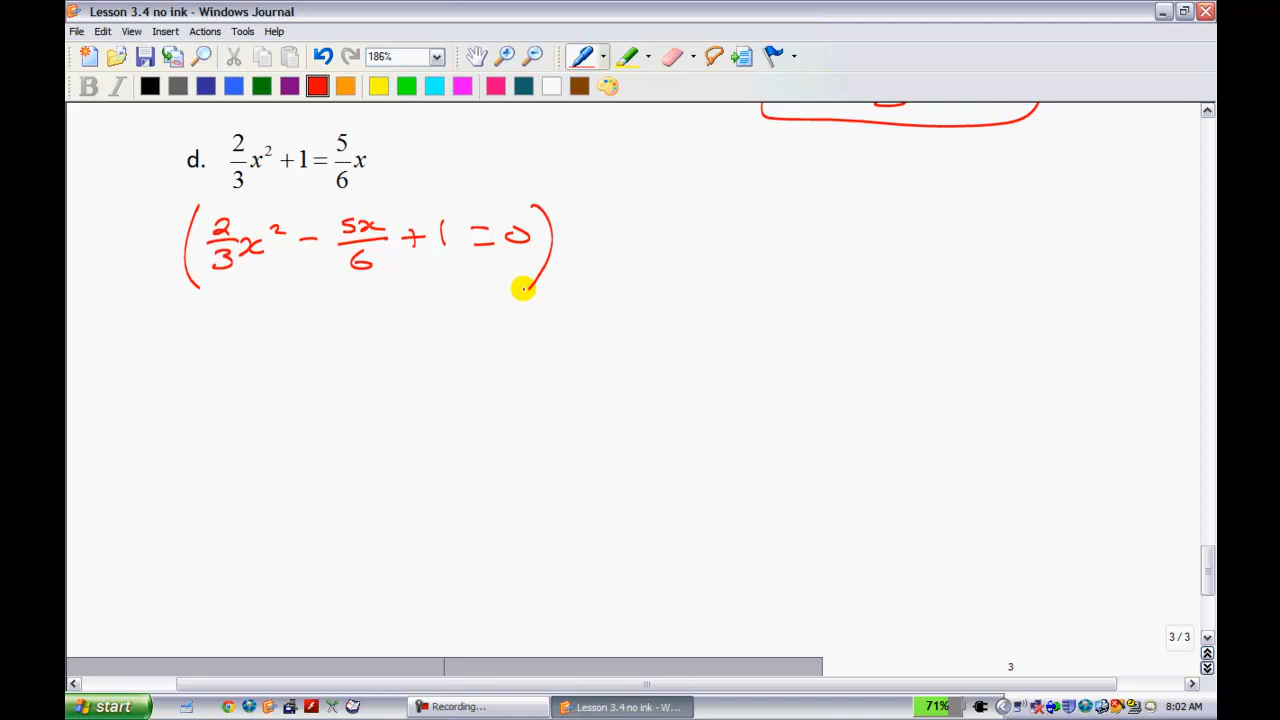 Lesson 3.4 no ink - Windows Journal
File Edit View Insert Actions Tools Help
186%
B I
d. 2/3 x² + 1 = 5/6 x
( 2/3 x² - 5x/6 + 1 = 0 )
3 / 3
3
start Recording... Lesson 3.4 no ink - W... 71% 8:02 AM